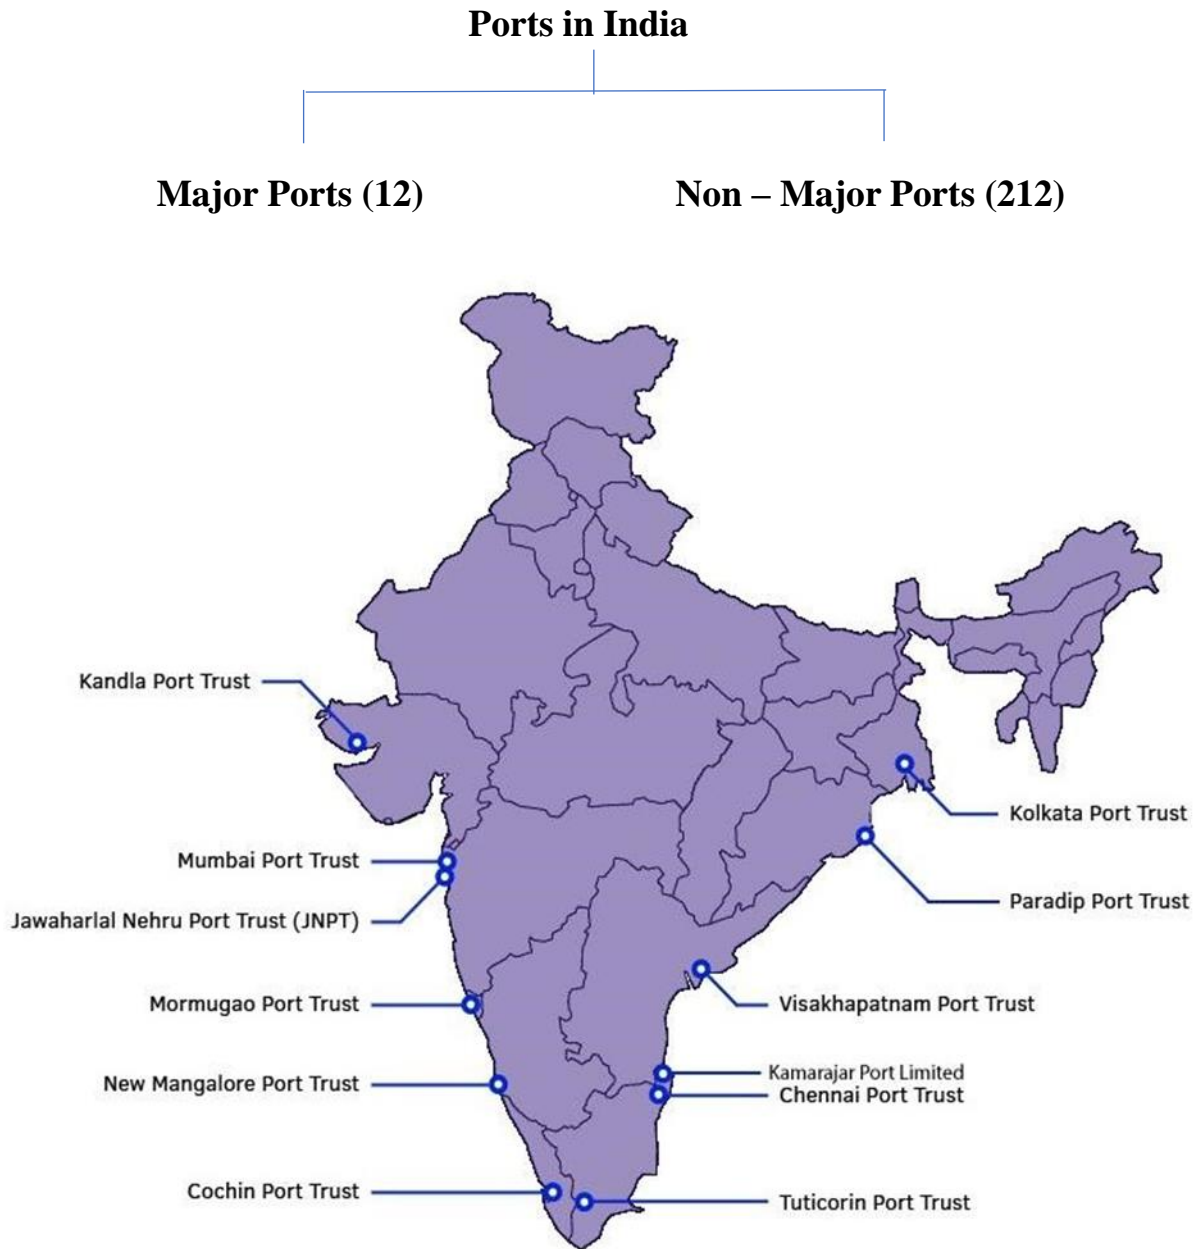 Ports in India
Major Ports (12)
Non – Major Ports (212)
Kandla Port Trust
Kolkata Port Trust
Mumbai Port Trust
Paradip Port Trust
Jawaharlal Nehru Port Trust (JNPT)
Mormugao Port Trust
Visakhapatnam Port Trust
Kamarajar Port Limited
New Mangalore Port Trust
Chennai Port Trust
Cochin Port Trust
Tuticorin Port Trust